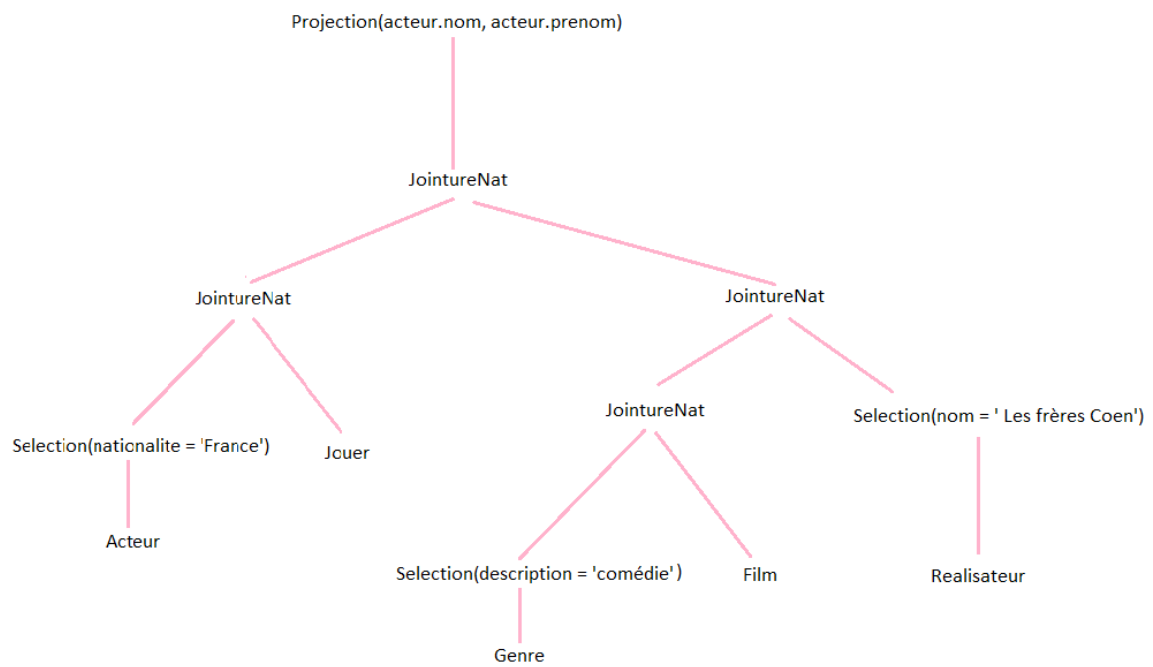 Projection(acteur.nom, acteur.prenom)
JointureNat
JointureNat
JointureNat
JointureNat
Selection(nom = ' Les frères Coen')
Selection(nationalite = 'France')
Jouer
Acteur
Selection(description = 'comédie')
Film
Realisateur
Genre